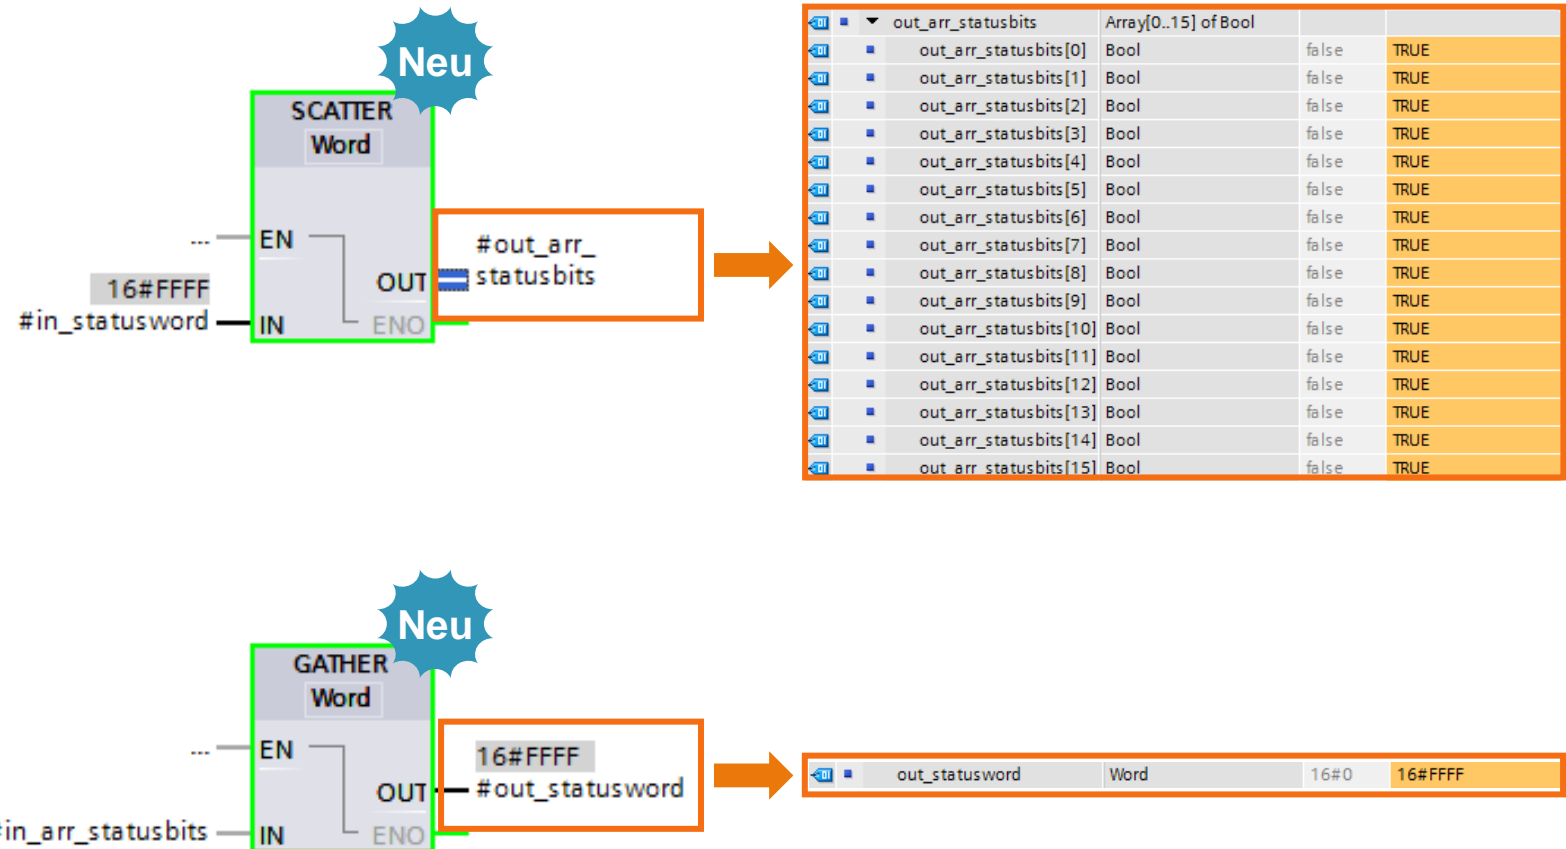 Neu
SCATTER
Word
... EN
#out_arr_
statusbits
OUT
16#FFFF
#in_statusword IN ENO
out_arr_statusbits Array[0..15] of Bool
out_arr_statusbits[0] Bool false TRUE
out_arr_statusbits[1] Bool false TRUE
out_arr_statusbits[2] Bool false TRUE
out_arr_statusbits[3] Bool false TRUE
out_arr_statusbits[4] Bool false TRUE
out_arr_statusbits[5] Bool false TRUE
out_arr_statusbits[6] Bool false TRUE
out_arr_statusbits[7] Bool false TRUE
out_arr_statusbits[8] Bool false TRUE
out_arr_statusbits[9] Bool false TRUE
out_arr_statusbits[10] Bool false TRUE
out_arr_statusbits[11] Bool false TRUE
out_arr_statusbits[12] Bool false TRUE
out_arr_statusbits[13] Bool false TRUE
out_arr_statusbits[14] Bool false TRUE
out_arr_statusbits[15] Bool false TRUE
Neu
GATHER
Word
... EN
16#FFFF
OUT #out_statusword
#in_arr_statusbits IN ENO
out_statusword Word 16#0 16#FFFF